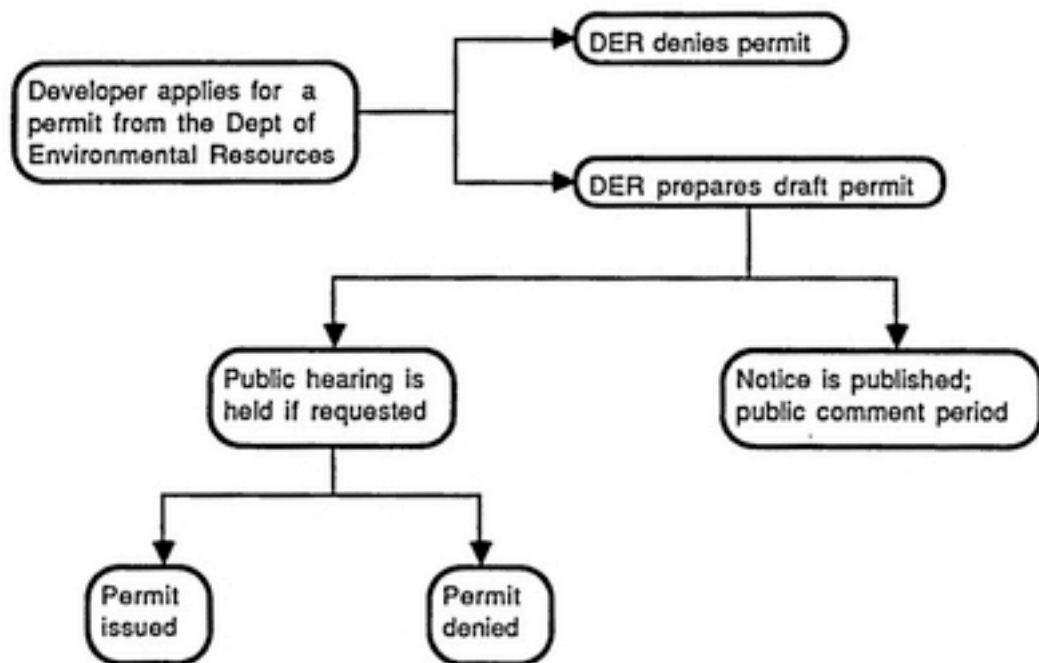 DER denies permit
Developer applies for a
permit from the Dept of
Environmental Resources
DER prepares draft permit
Public hearing is
held if requested
Notice is published;
public comment period
Permit
issued
Permit
denied